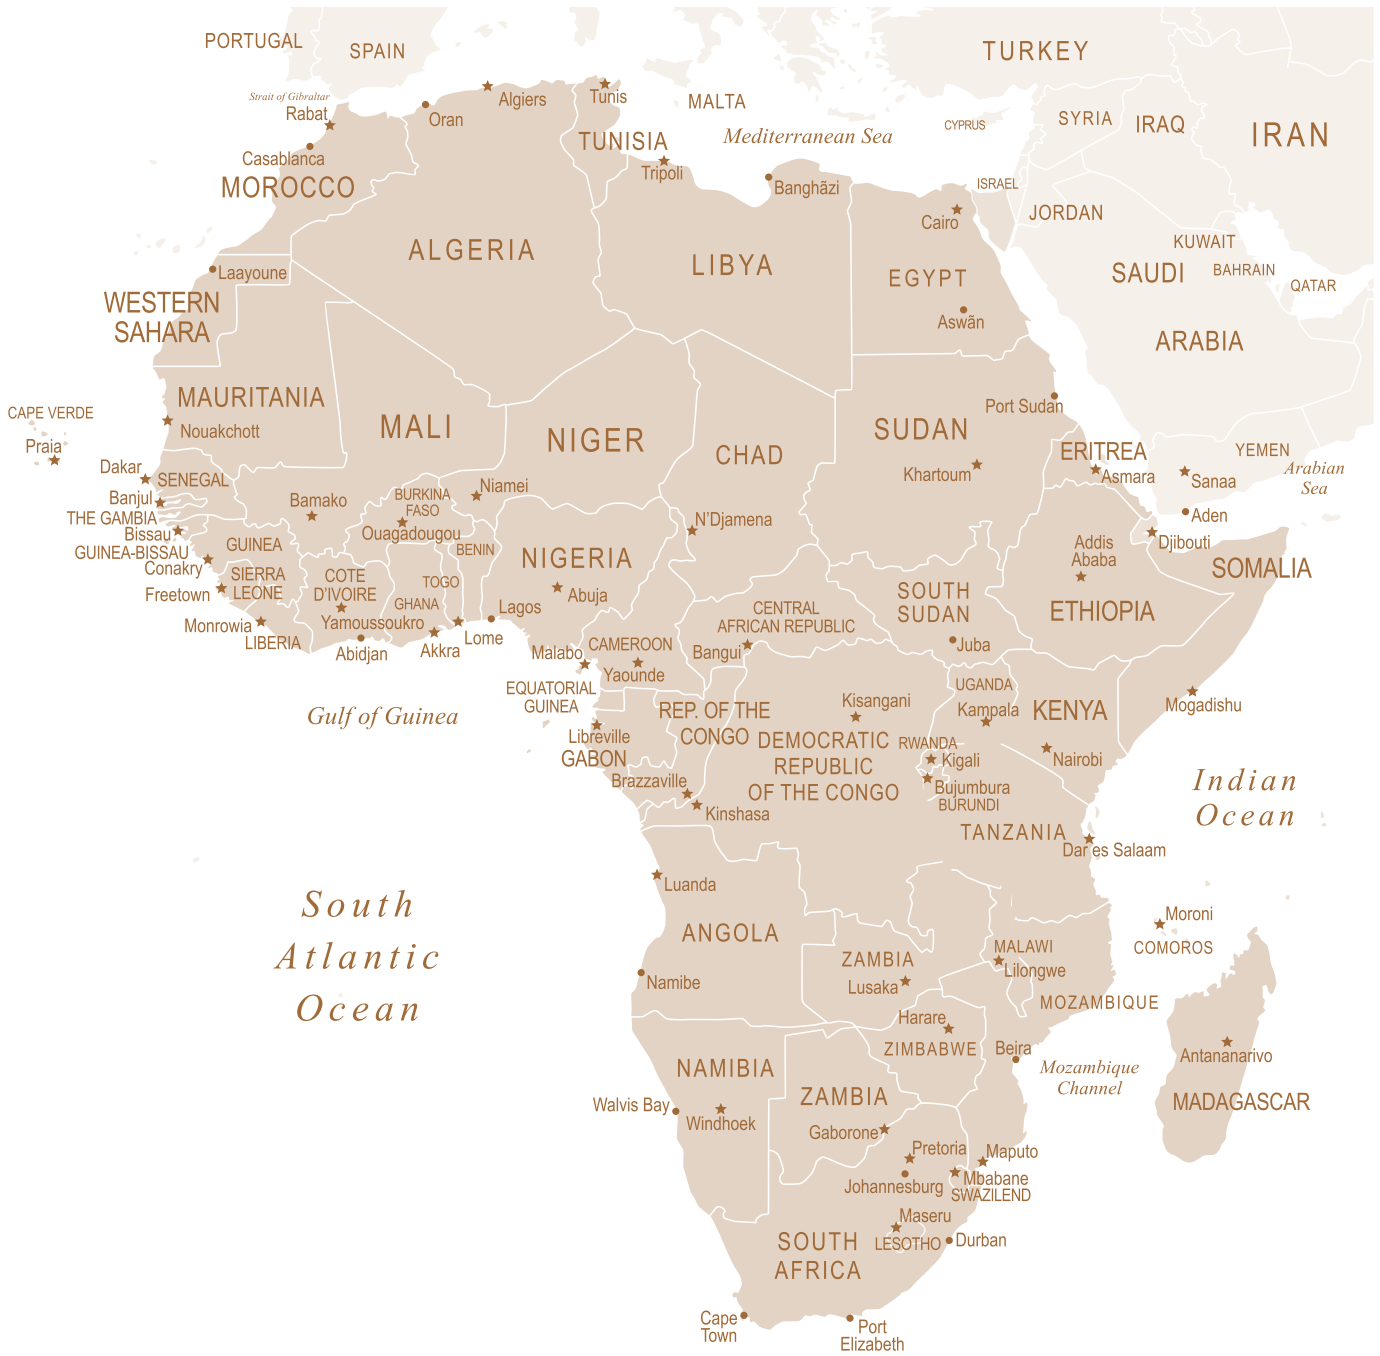 PORTUGAL
SPAIN
TURKEY
Strait of Gibraltar
Rabat
Algiers
Oran
Tunis
MALTA
Mediterranean Sea
CYPRUS
SYRIA
IRAQ
IRAN
Casablanca
MOROCCO
TUNISIA
Tripoli
Banghãzi
ISRAEL
JORDAN
Cairo
KUWAIT
BAHRAIN
QATAR
SAUDI
ARABIA
Laayoune
ALGERIA
LIBYA
EGYPT
Aswãn
WESTERN
SAHARA
MAURITANIA
Nouakchott
MALI
NIGER
CHAD
SUDAN
Port Sudan
Khartoum
ERITREA
Asmara
YEMEN
Sanaa
Arabian
Sea
Aden
CAPE VERDE
Praia
Dakar
SENEGAL
Banjul
THE GAMBIA
Bissau
GUINEA-BISSAU
Conakry
Freetown
Monrowia
LIBERIA
GUINEA
SIERRA
LEONE
Bamako
BURKINA
FASO
Ouagadougou
Niamei
BENIN
TOGO
GHANA
COTE
D'IVOIRE
Yamoussoukro
Abidjan
Akkra
Lome
Lagos
NIGERIA
Abuja
N'Djamena
CENTRAL
AFRICAN REPUBLIC
Bangui
SOUTH
SUDAN
Juba
Addis
Ababa
ETHIOPIA
Djibouti
SOMALIA
Mogadishu
Malabo
CAMEROON
Yaounde
EQUATORIAL
GUINEA
Gulf of Guinea
Libreville
GABON
REP. OF THE
CONGO
Brazzaville
Kinshasa
Kisangani
DEMOCRATIC
REPUBLIC
OF THE CONGO
UGANDA
Kampala
KENYA
Nairobi
RWANDA
Kigali
Bujumbura
BURUNDI
TANZANIA
Dar es Salaam
Indian
Ocean
South
Atlantic
Ocean
Luanda
ANGOLA
Namibe
ZAMBIA
Lusaka
MALAWI
Lilongwe
Moroni
COMOROS
MOZAMBIQUE
Harare
ZIMBABWE
Beira
Mozambique
Channel
Antananarivo
MADAGASCAR
NAMIBIA
Walvis Bay
Windhoek
ZAMBIA
Gaborone
Pretoria
Johannesburg
Maputo
Mbabane
SWAZILEND
Maseru
LESOTHO
Durban
SOUTH
AFRICA
Cape
Town
Port
Elizabeth